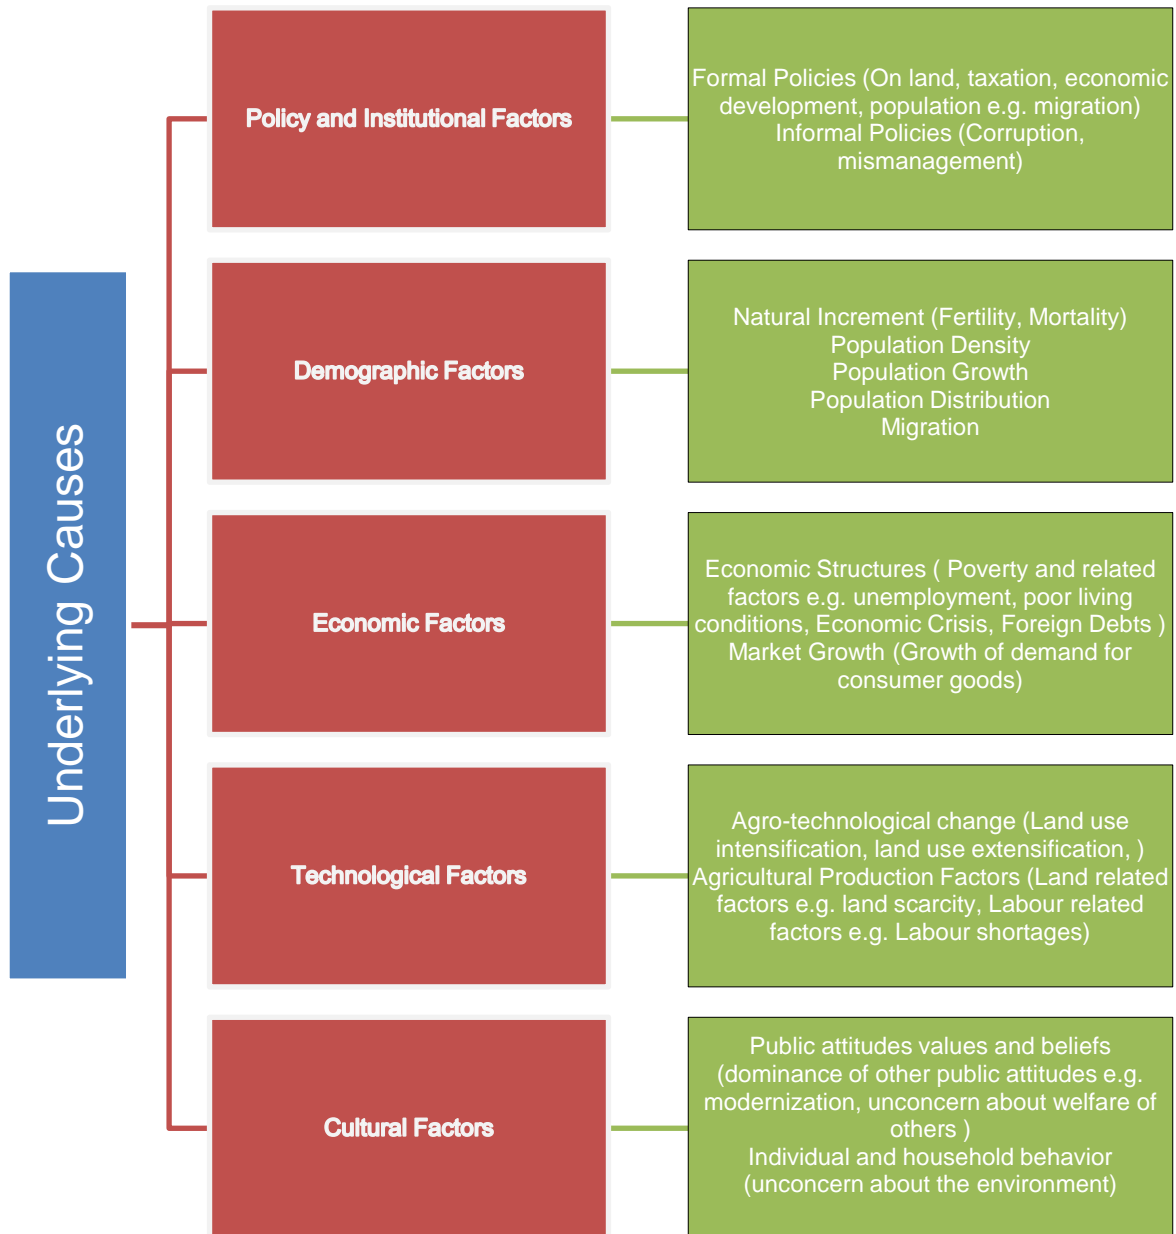 Underlying Causes
Policy and Institutional Factors
Formal Policies (On land, taxation, economic
development, population e.g. migration)
Informal Policies (Corruption,
mismanagement)
Demographic Factors
Natural Increment (Fertility, Mortality)
Population Density
Population Growth
Population Distribution
Migration
Economic Factors
Economic Structures ( Poverty and related
factors e.g. unemployment, poor living
conditions, Economic Crisis, Foreign Debts )
Market Growth (Growth of demand for
consumer goods)
Technological Factors
Agro-technological change (Land use
intensification, land use extensification, )
Agricultural Production Factors (Land related
factors e.g. land scarcity, Labour related
factors e.g. Labour shortages)
Cultural Factors
Public attitudes values and beliefs
(dominance of other public attitudes e.g.
modernization, unconcern about welfare of
others )
Individual and household behavior
(unconcern about the environment)